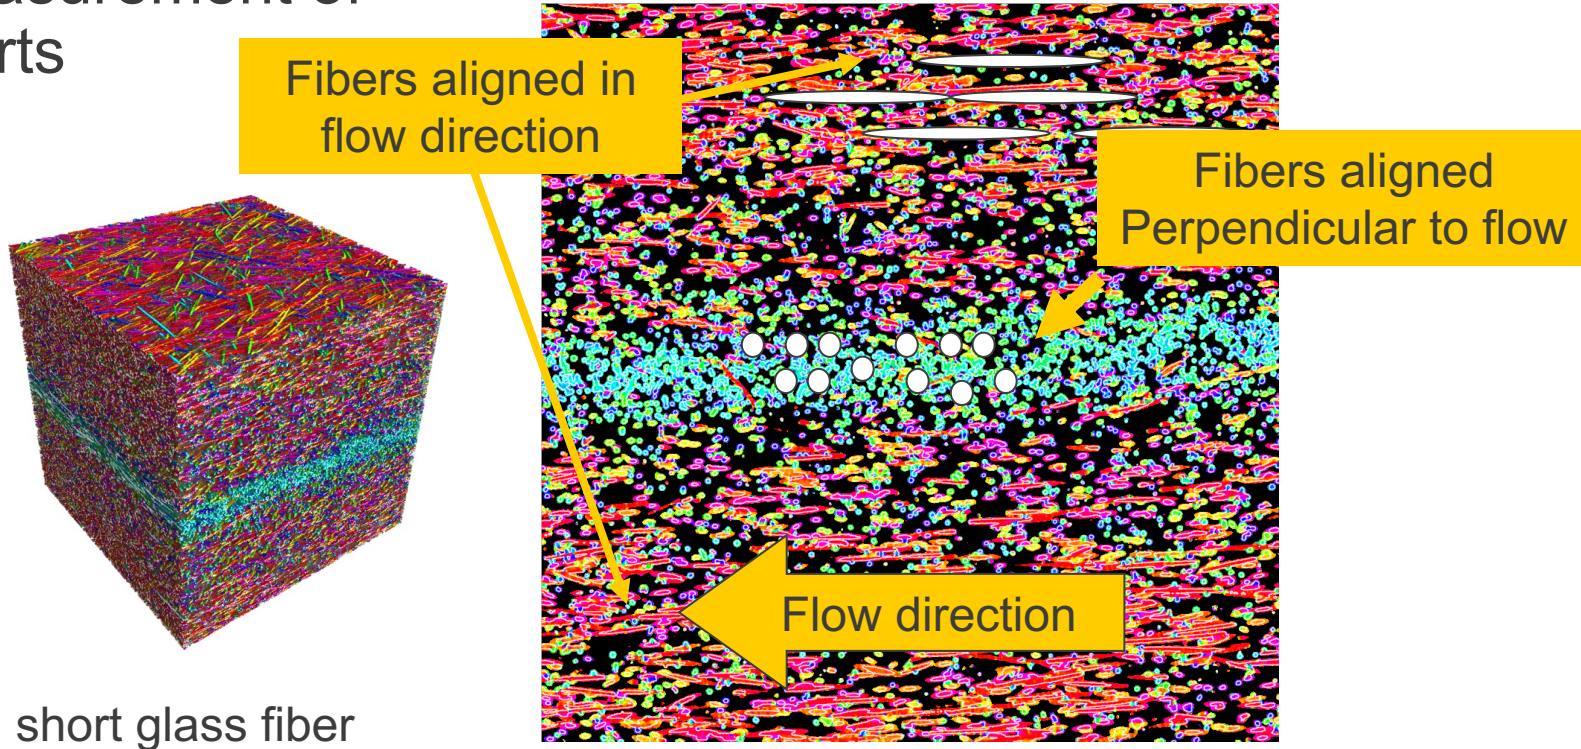 rts
Fibers aligned in
flow direction
Fibers aligned
Perpendicular to flow
Flow direction
short glass fiber